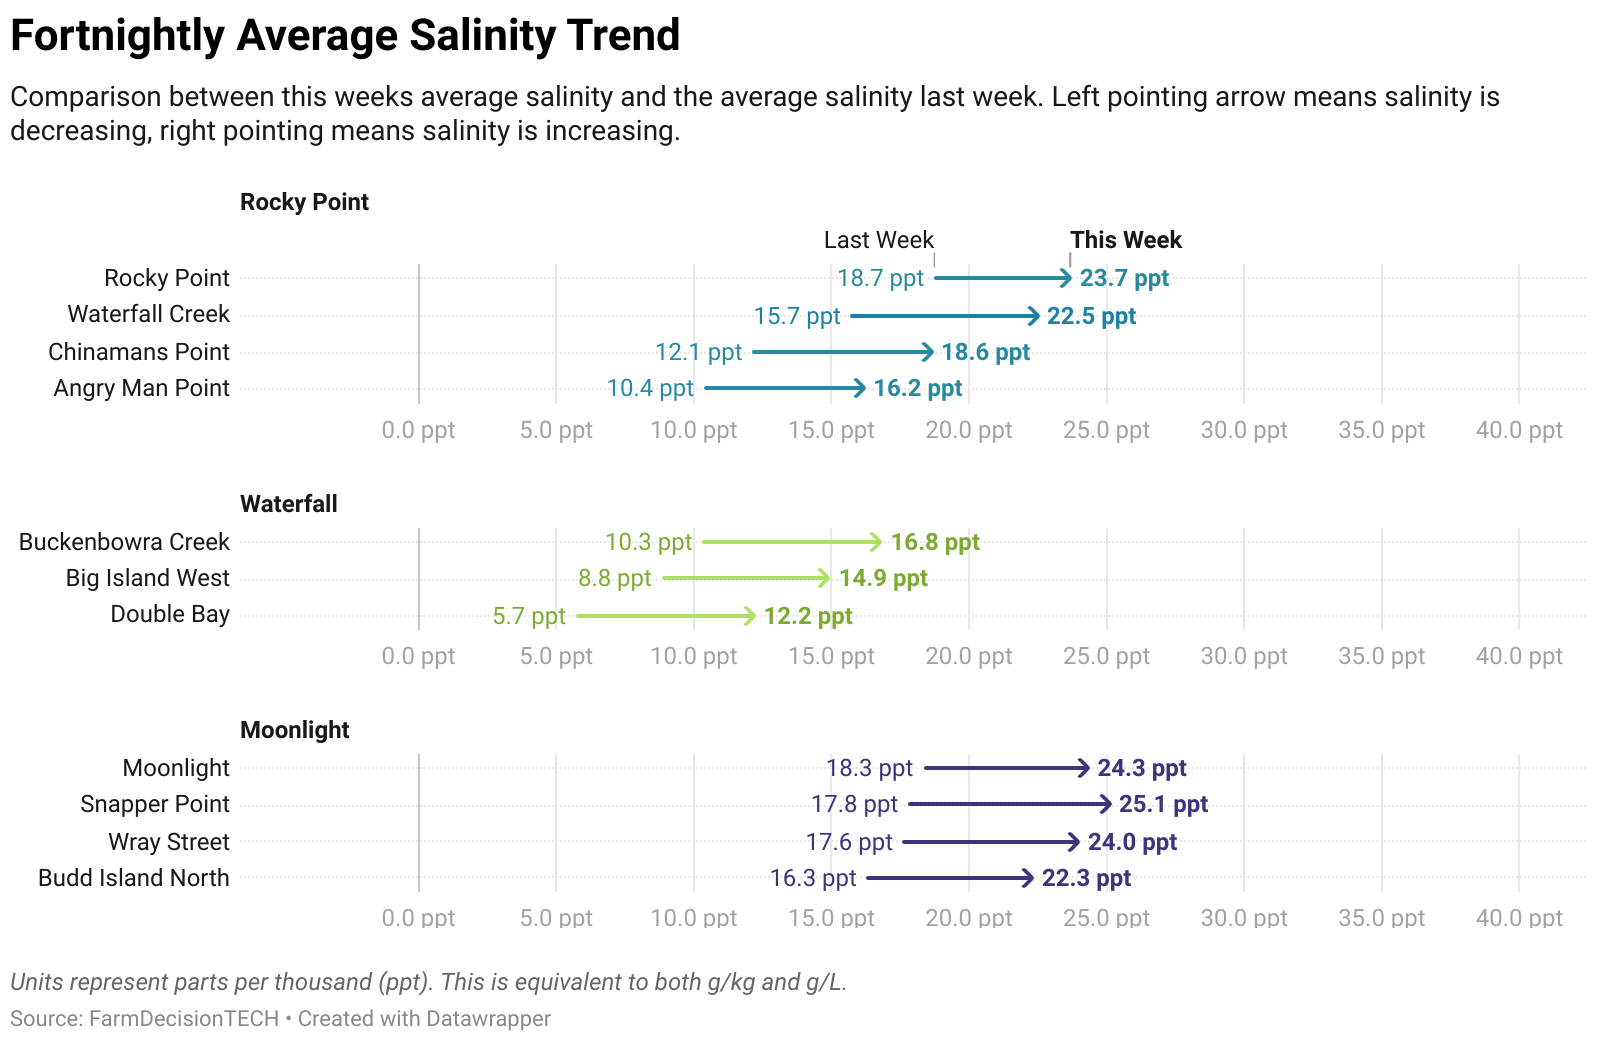 Fortnightly Average Salinity Trend
Comparison between this weeks average salinity and the average salinity last week. Left pointing arrow means salinity is
decreasing, right pointing means salinity is increasing.
Rocky Point
Last Week This Week
Rocky Point 18.7 ppt 23.7 ppt
Waterfall Creek 15.7 ppt 22.5 ppt
Chinamans Point 12.1 ppt 18.6 ppt
Angry Man Point 10.4 ppt 16.2 ppt
0.0 ppt 5.0 ppt 10.0 ppt 15.0 ppt 20.0 ppt 25.0 ppt 30.0 ppt 35.0 ppt 40.0 ppt
Waterfall
Buckenbowra Creek 10.3 ppt 16.8 ppt
Big Island West 8.8 ppt 14.9 ppt
Double Bay 5.7 ppt 12.2 ppt
0.0 ppt 5.0 ppt 10.0 ppt 15.0 ppt 20.0 ppt 25.0 ppt 30.0 ppt 35.0 ppt 40.0 ppt
Moonlight
Moonlight 18.3 ppt 24.3 ppt
Snapper Point 17.8 ppt 25.1 ppt
Wray Street 17.6 ppt 24.0 ppt
Budd Island North 16.3 ppt 22.3 ppt
0.0 ppt 5.0 ppt 10.0 ppt 15.0 ppt 20.0 ppt 25.0 ppt 30.0 ppt 35.0 ppt 40.0 ppt
Units represent parts per thousand (ppt). This is equivalent to both g/kg and g/L.
Source: FarmDecisionTECH • Created with Datawrapper